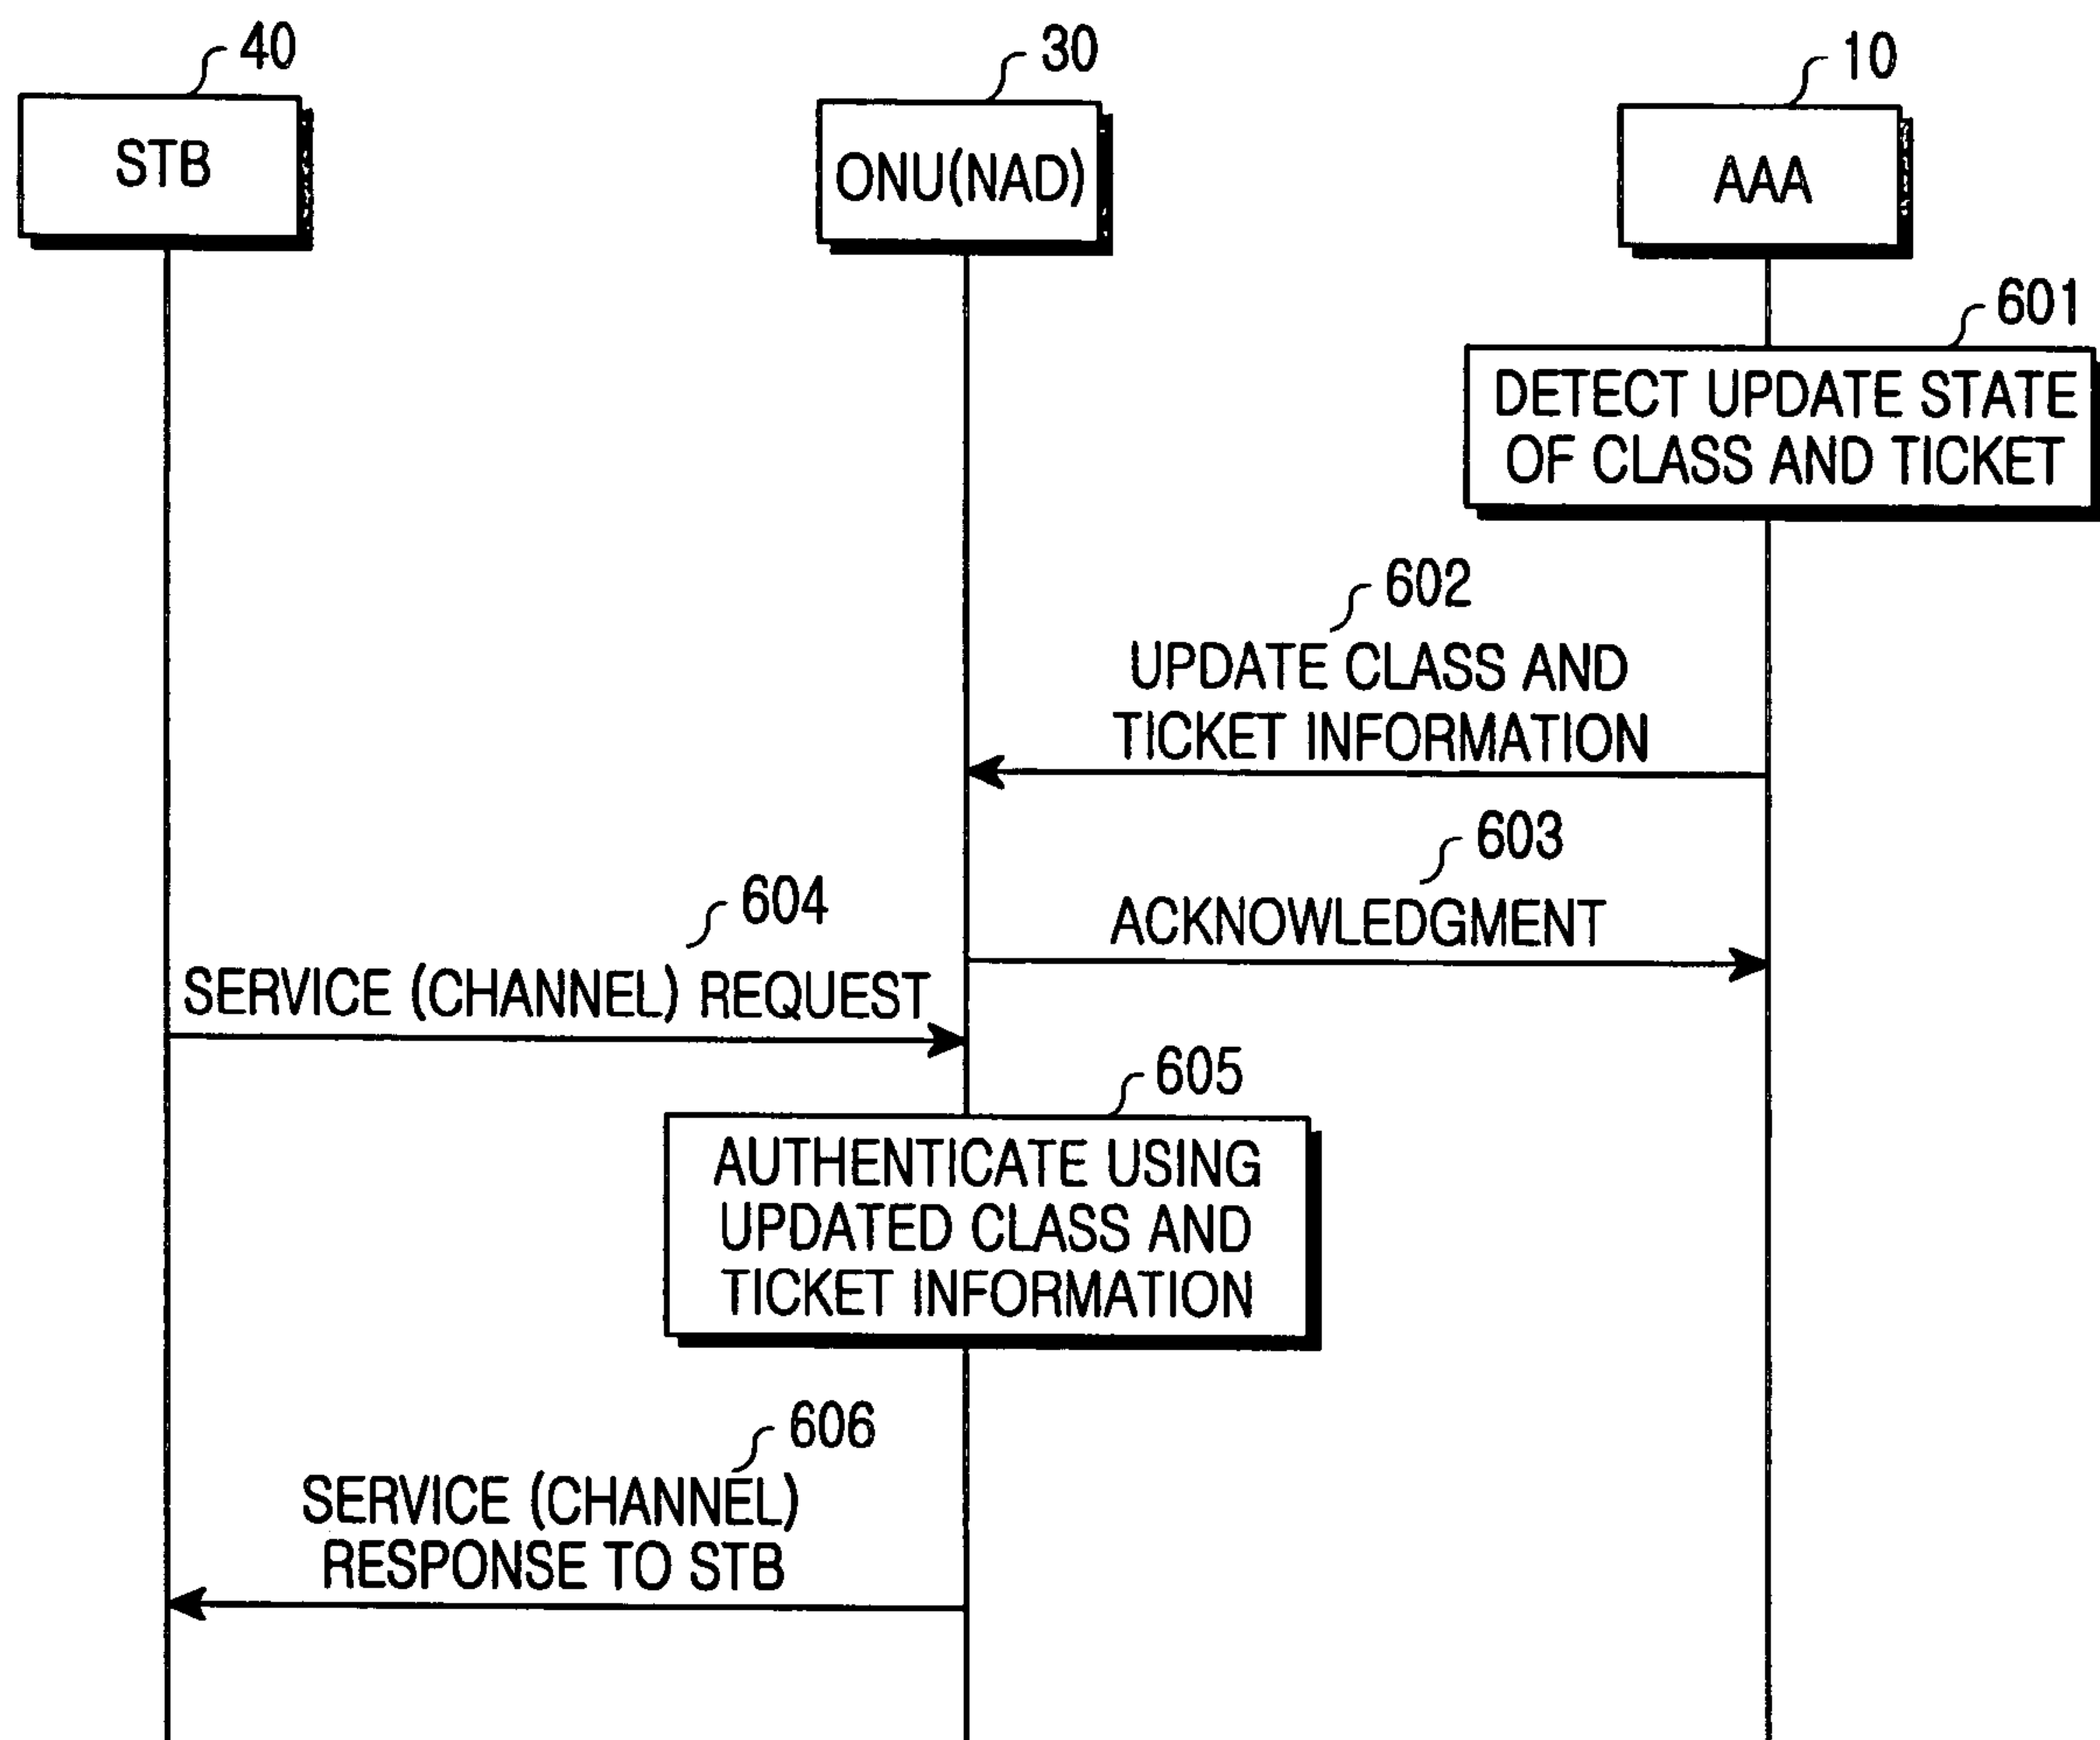 40
30
10
STB
ONU(NAD)
AAA
601
DETECT UPDATE STATE
OF CLASS AND TICKET
602
UPDATE CLASS AND
TICKET INFORMATION
603
ACKNOWLEDGMENT
604
SERVICE (CHANNEL) REQUEST
605
AUTHENTICATE USING
UPDATED CLASS AND
TICKET INFORMATION
606
SERVICE (CHANNEL)
RESPONSE TO STB